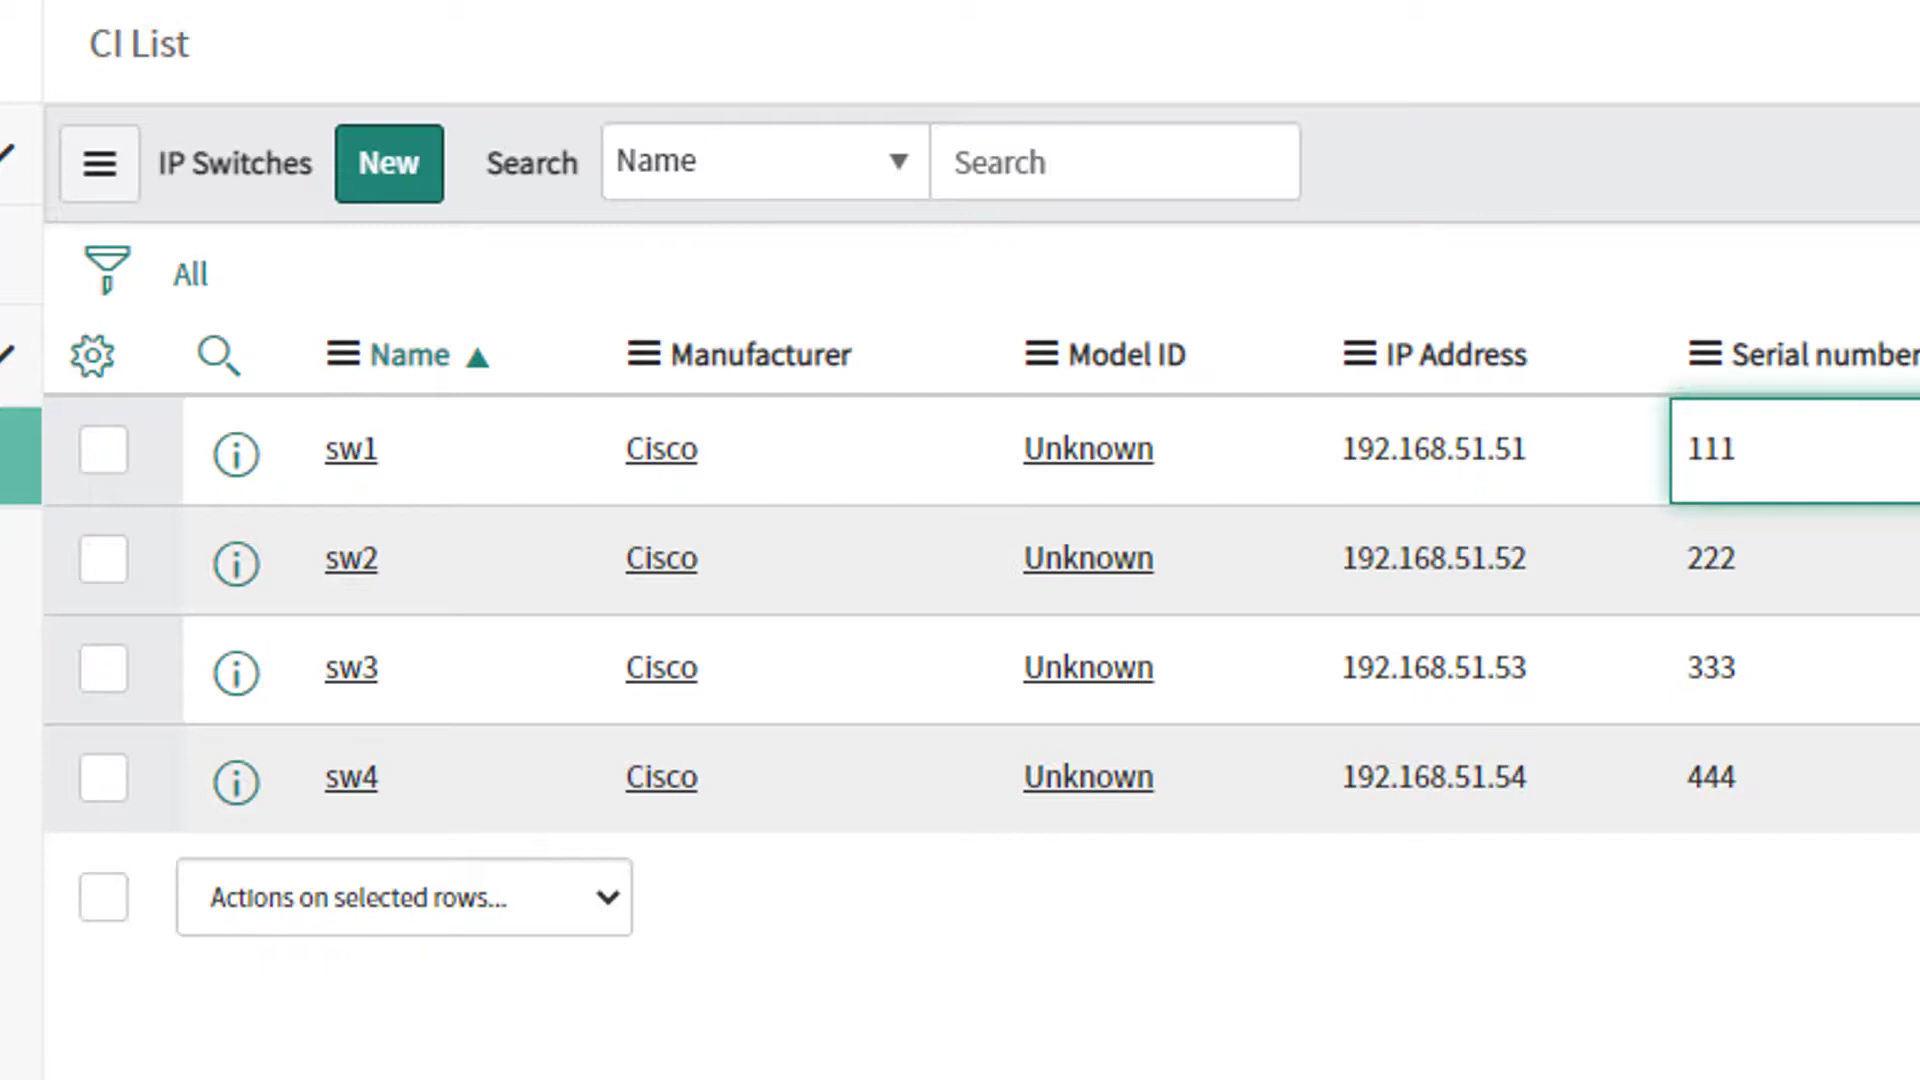 CI List
IP Switches New Search Name Search
All
Name Manufacturer Model ID IP Address Serial number
sw1 Cisco Unknown 192.168.51.51 111
sw2 Cisco Unknown 192.168.51.52 222
sw3 Cisco Unknown 192.168.51.53 333
sw4 Cisco Unknown 192.168.51.54 444
Actions on selected rows...